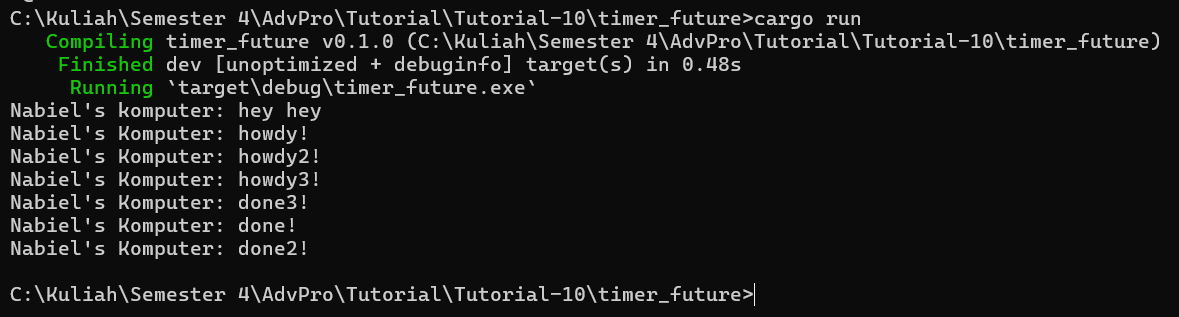 C:\Kuliah\Semester 4\AdvPro\Tutorial\Tutorial-10\timer_future>cargo run
Compiling timer_future v0.1.0 (C:\Kuliah\Semester 4\AdvPro\Tutorial\Tutorial-10\timer_future)
Finished dev [unoptimized + debuginfo] target(s) in 0.48s
Running `target\debug\timer_future.exe`
Nabiel's Komputer: hey hey
Nabiel's Komputer: howdy!
Nabiel's Komputer: howdy2!
Nabiel's Komputer: howdy3!
Nabiel's Komputer: done3!
Nabiel's Komputer: done!
Nabiel's Komputer: done2!
C:\Kuliah\Semester 4\AdvPro\Tutorial\Tutorial-10\timer_future>